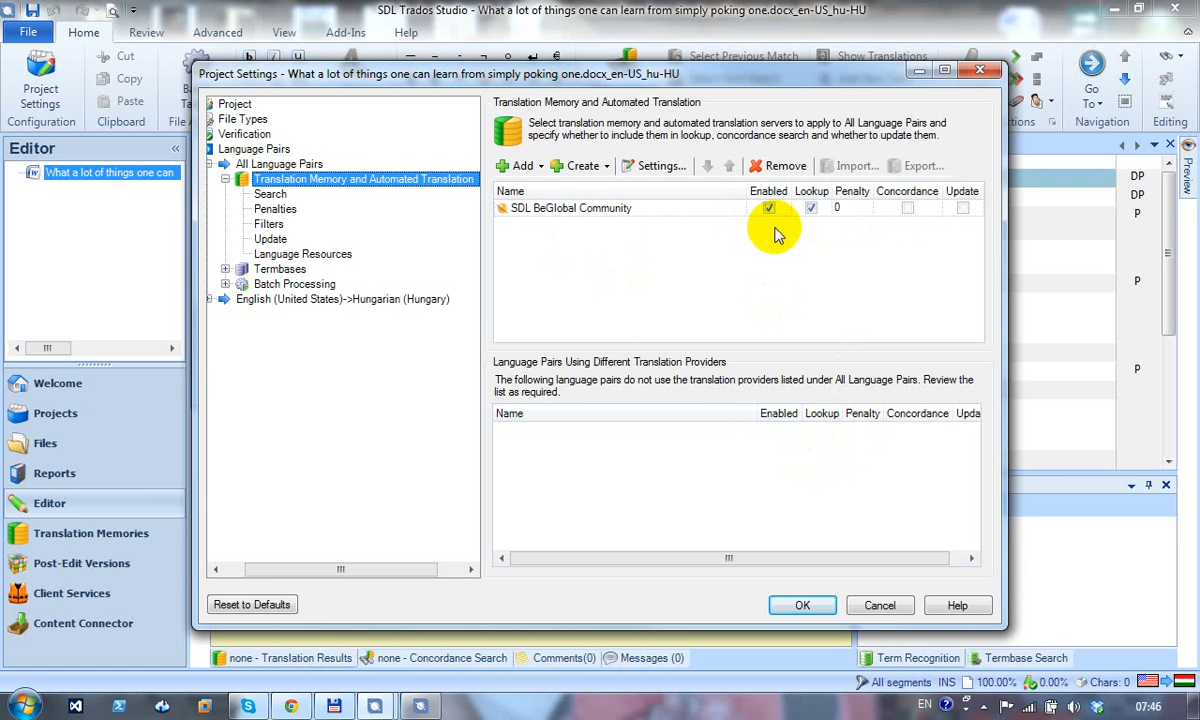 SDL Trados Studio - What a lot of things one can learn from simply poking one.docx_en-US_hu-HU
File Home Review Advanced View Add-Ins Help
Project Settings
Configuration
Cut
Copy
Paste
Clipboard
File A
Select Previous Match
Show Translations
Go To
Navigation
Editing
Project Settings - What a lot of things one can learn from simply poking one.docx_en-US_hu-HU
Editor
What a lot of things one can
Welcome
Projects
Files
Reports
Editor
Translation Memories
Post-Edit Versions
Client Services
Content Connector
Project
File Types
Verification
Language Pairs
All Language Pairs
Translation Memory and Automated Translation
Search
Penalties
Filters
Update
Language Resources
Termbases
Batch Processing
English (United States)->Hungarian (Hungary)
Reset to Defaults
Translation Memory and Automated Translation
Select translation memory and automated translation servers to apply to All Language Pairs and
specify whether to include them in lookup, concordance search and whether to update them.
Add Create Settings... Remove Import... Export...
Name Enabled Lookup Penalty Concordance Update
SDL BeGlobal Community 0
Language Pairs Using Different Translation Providers
The following language pairs do not use the translation providers listed under All Language Pairs. Review the
list as required.
Name Enabled Lookup Penalty Concordance Upda
OK Cancel Help
DP
DP
P
P
P
Preview
none - Translation Results none - Concordance Search Comments(0) Messages (0)
Term Recognition Termbase Search
All segments INS 100.00% 0.00% Chars: 0
EN 07:46